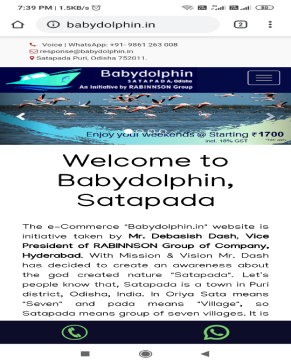 7:39 PM | 1.5KB/s
babydolphin.in
2
Voice | WhatsApp: +91- 9861 263 008
response@babydolphin.in
Satapada Puri, Odisha 752011.
Babydolphin
SATAPADA, Odisha
An Initiative by RABINNSON Group
Enjoy your weekends @ Starting ₹1700
incl. 18% GST
Welcome to
Babydolphin,
Satapada
The e-Commerce "Babydolphin.in" website is
initiative taken by Mr. Debasish Dash, Vice
President of RABINNSON Group of Company,
Hyderabad. With Mission & Vision Mr. Dash
has decided to create an awareness about
the god created nature "Satapada". Let's
people know that, Satapada is a town in Puri
district, Odisha, India. In Oriya Sata means
"Seven" and pada means "Village", so
Satapada means group of seven villages. It is